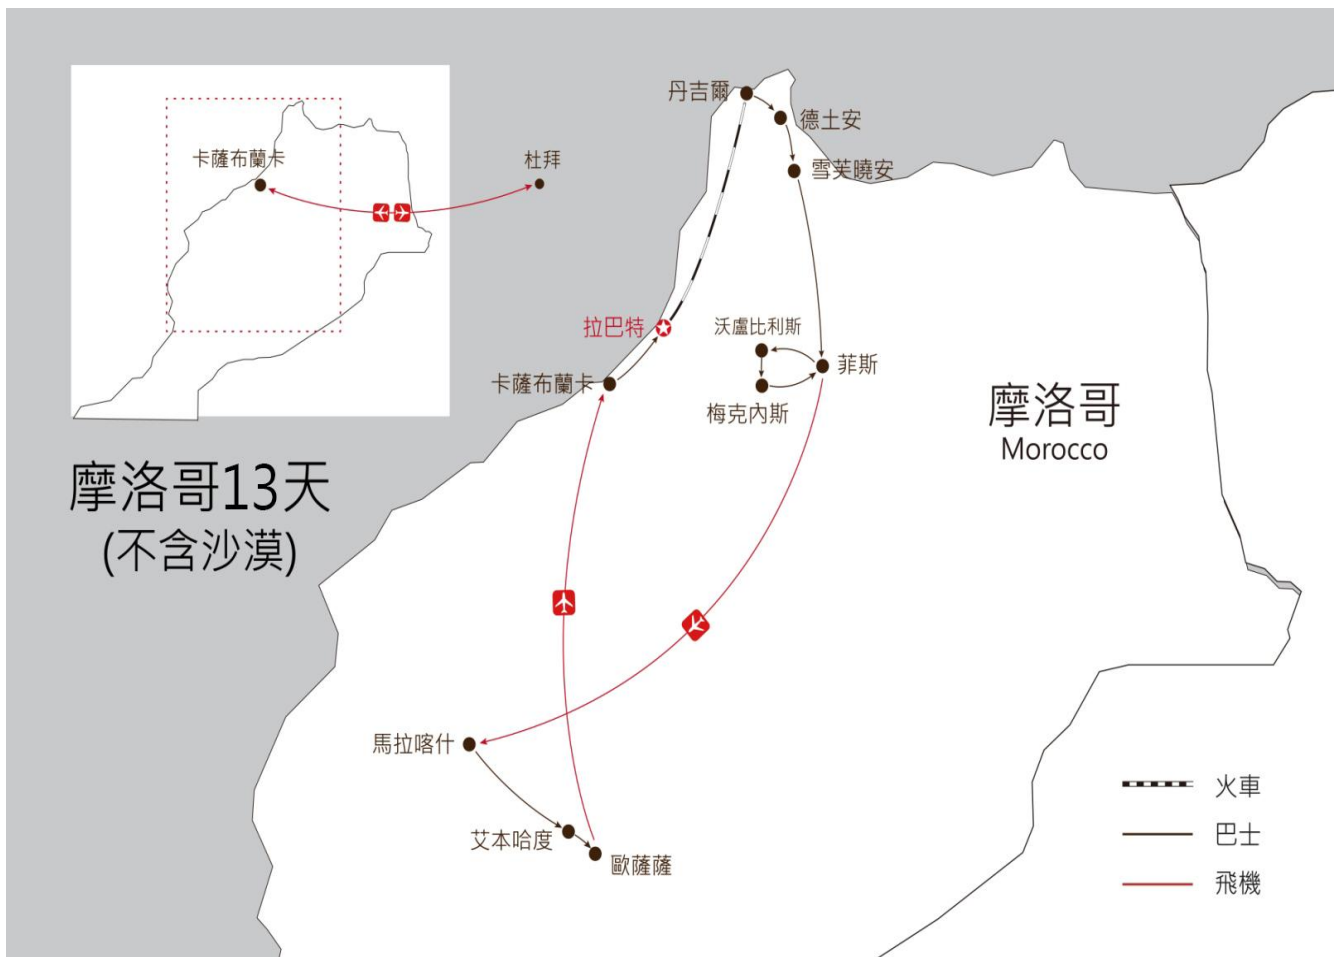 丹吉爾
德土安
卡薩布蘭卡
杜拜
雪芙曉安
拉巴特
沃盧比利斯
菲斯
卡薩布蘭卡
梅克內斯
摩洛哥
Morocco
摩洛哥13天
(不含沙漠)
馬拉喀什
艾本哈度
歐薩薩
火車
巴士
飛機